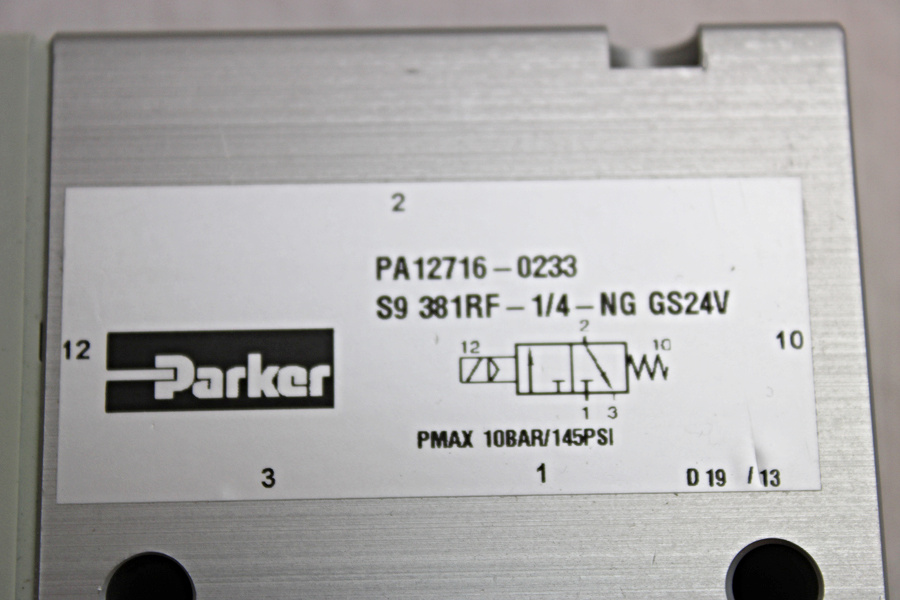 2
PA12716-0233
S9 381RF-1/4-NG GS24V
2
12
10
12
10
Parker
1 3
PMAX 10BAR/145PSI
3
1
D 19 / 13